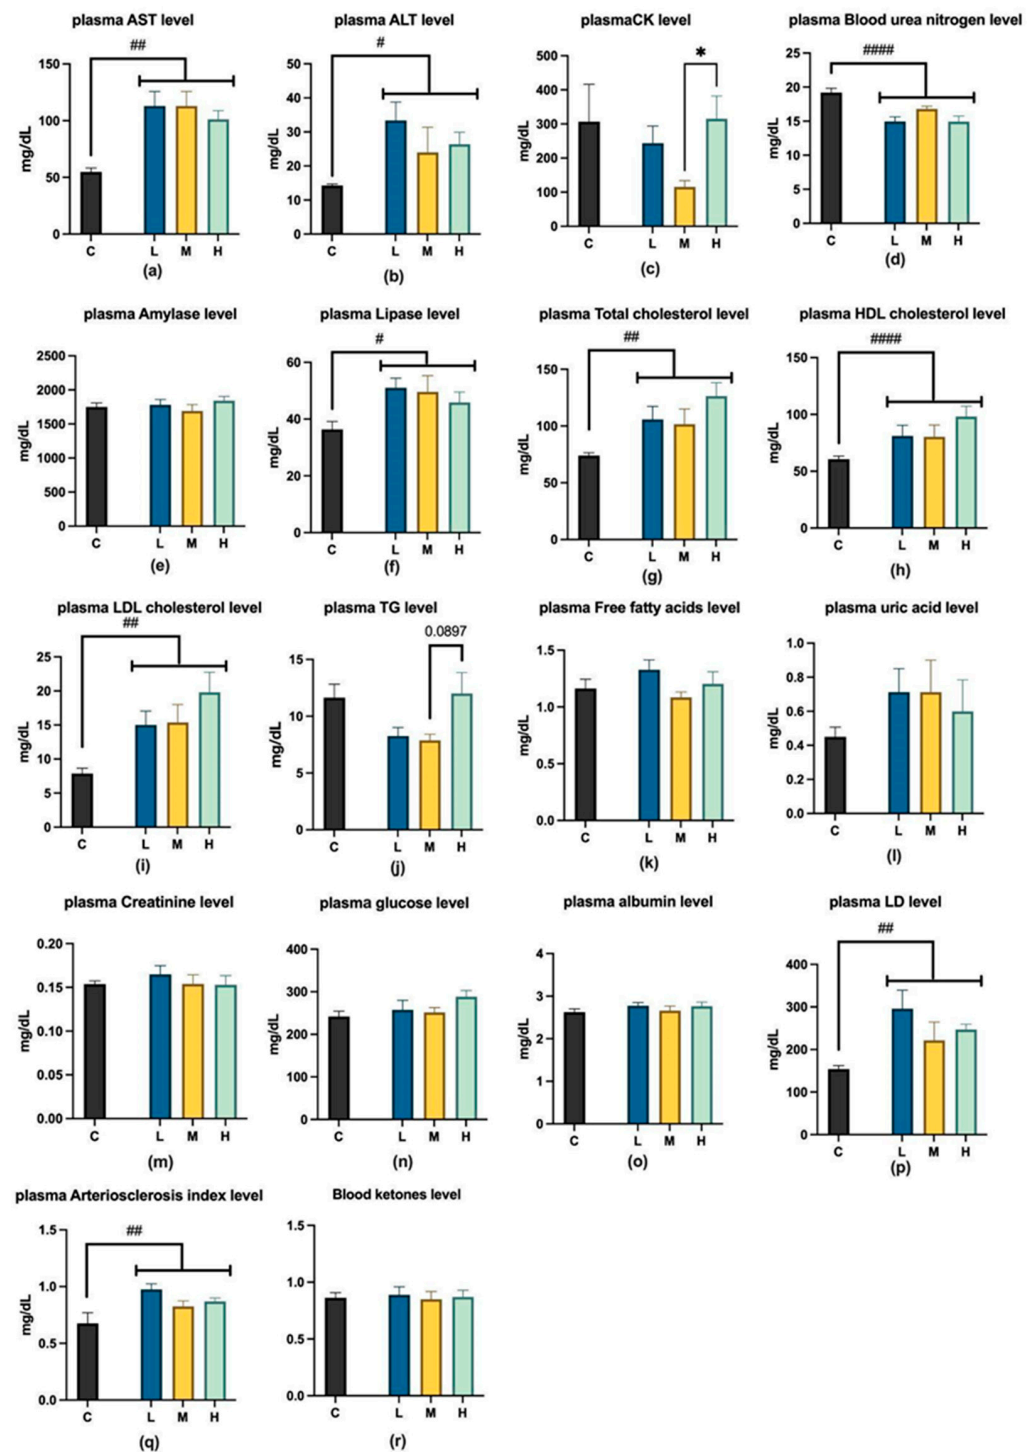 plasma AST level
##
150
100
50
0
mg/dL
C L M H
(a)
plasma ALT level
#
50
40
30
20
10
0
mg/dL
C L M H
(b)
plasmaCK level
*
500
400
300
200
100
0
mg/dL
C L M H
(c)
plasma Blood urea nitrogen level
####
25
20
15
10
5
0
mg/dL
C L M H
(d)
plasma Amylase level
2500
2000
1500
1000
500
0
mg/dL
C L M H
(e)
plasma Lipase level
#
60
40
20
0
mg/dL
C L M H
(f)
plasma Total cholesterol level
##
150
100
50
0
mg/dL
C L M H
(g)
plasma HDL cholesterol level
####
150
100
50
0
mg/dL
C L M H
(h)
plasma LDL cholesterol level
##
25
20
15
10
5
0
mg/dL
C L M H
(i)
plasma TG level
0.0897
15
10
5
0
mg/dL
C L M H
(j)
plasma Free fatty acids level
1.5
1.0
0.5
0.0
mg/dL
C L M H
(k)
plasma uric acid level
1.0
0.8
0.6
0.4
0.2
0.0
mg/dL
C L M H
(l)
plasma Creatinine level
0.20
0.15
0.10
0.05
0.00
mg/dL
C L M H
(m)
plasma glucose level
400
300
200
100
0
mg/dL
C L M H
(n)
plasma albumin level
4
3
2
1
0
mg/dL
C L M H
(o)
plasma LD level
##
400
300
200
100
0
mg/dL
C L M H
(p)
plasma Arteriosclerosis index level
##
1.5
1.0
0.5
0.0
mg/dL
C L M H
(q)
Blood ketones level
1.5
1.0
0.5
0.0
mg/dL
C L M H
(r)